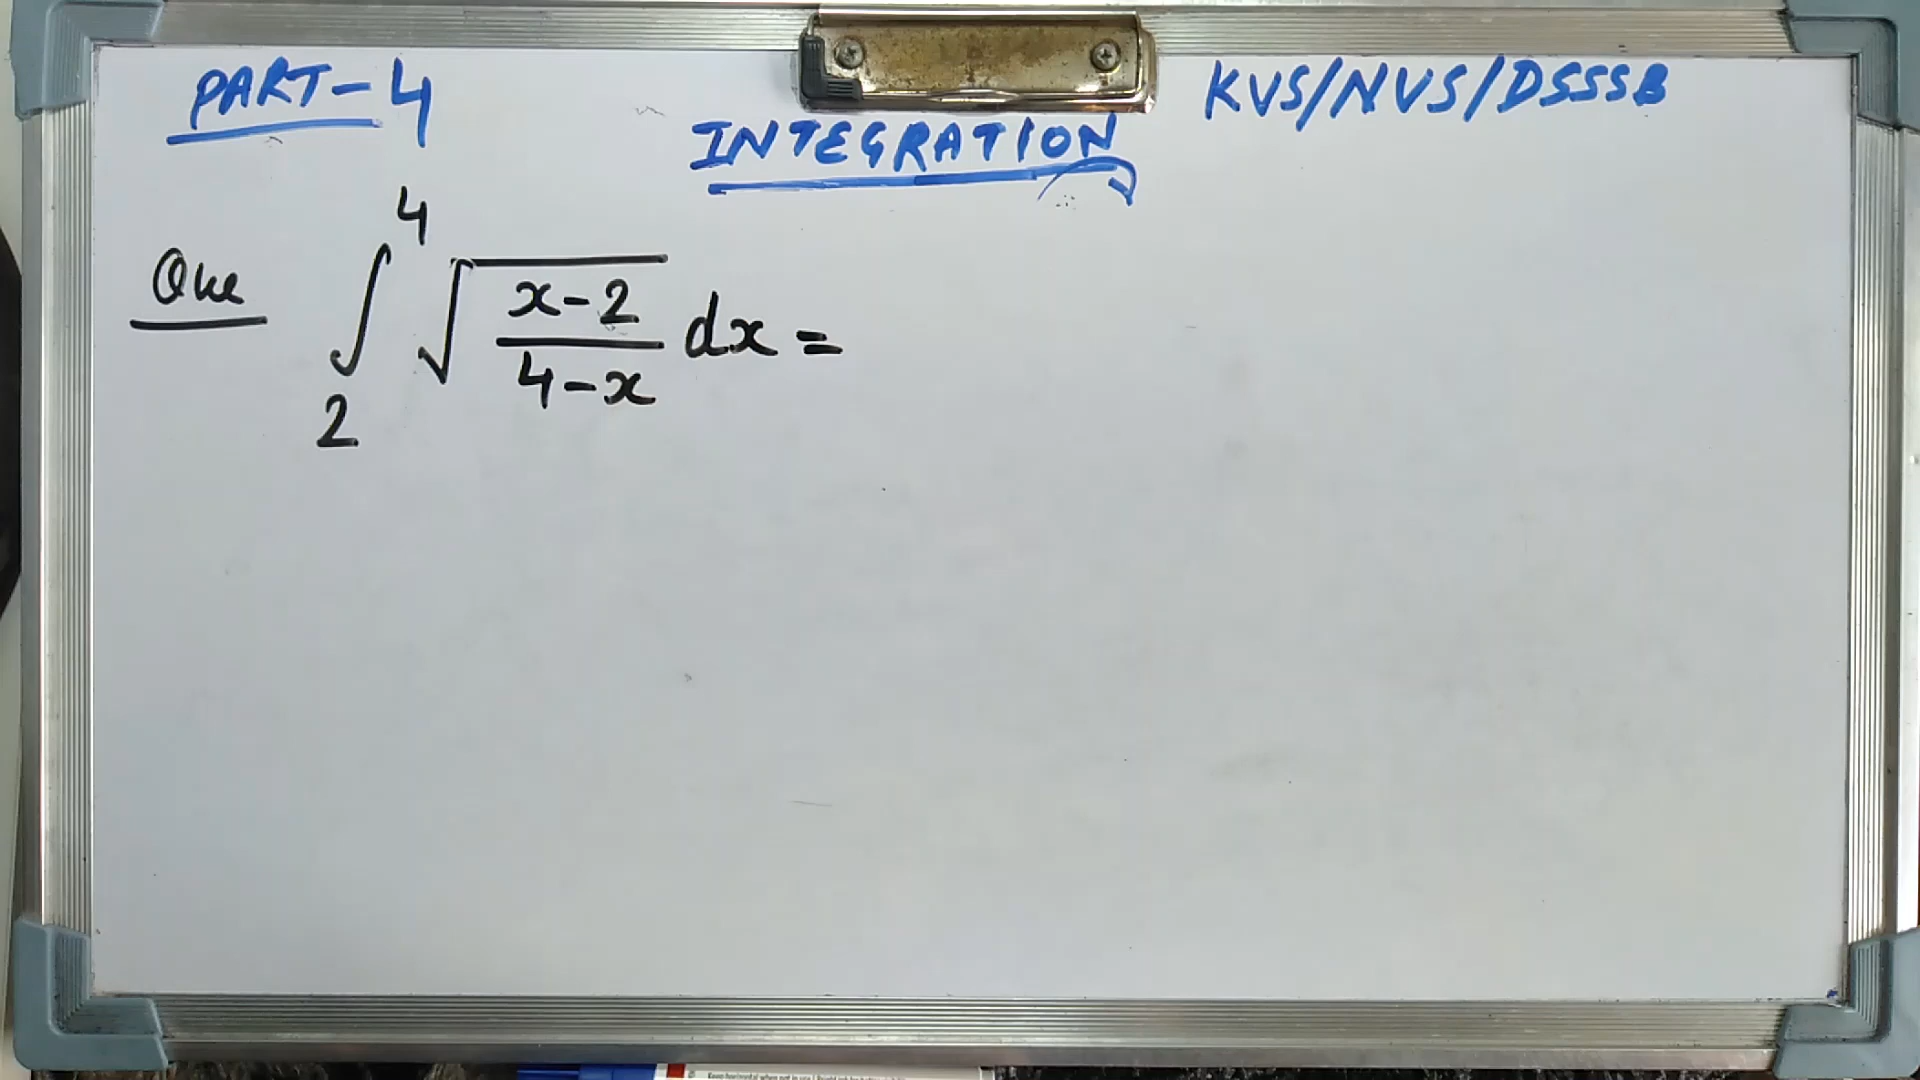 PART-4
KVS/NVS/DSSSB
INTEGRATION
Que ∫₂⁴ √((x-2)/(4-x)) dx =